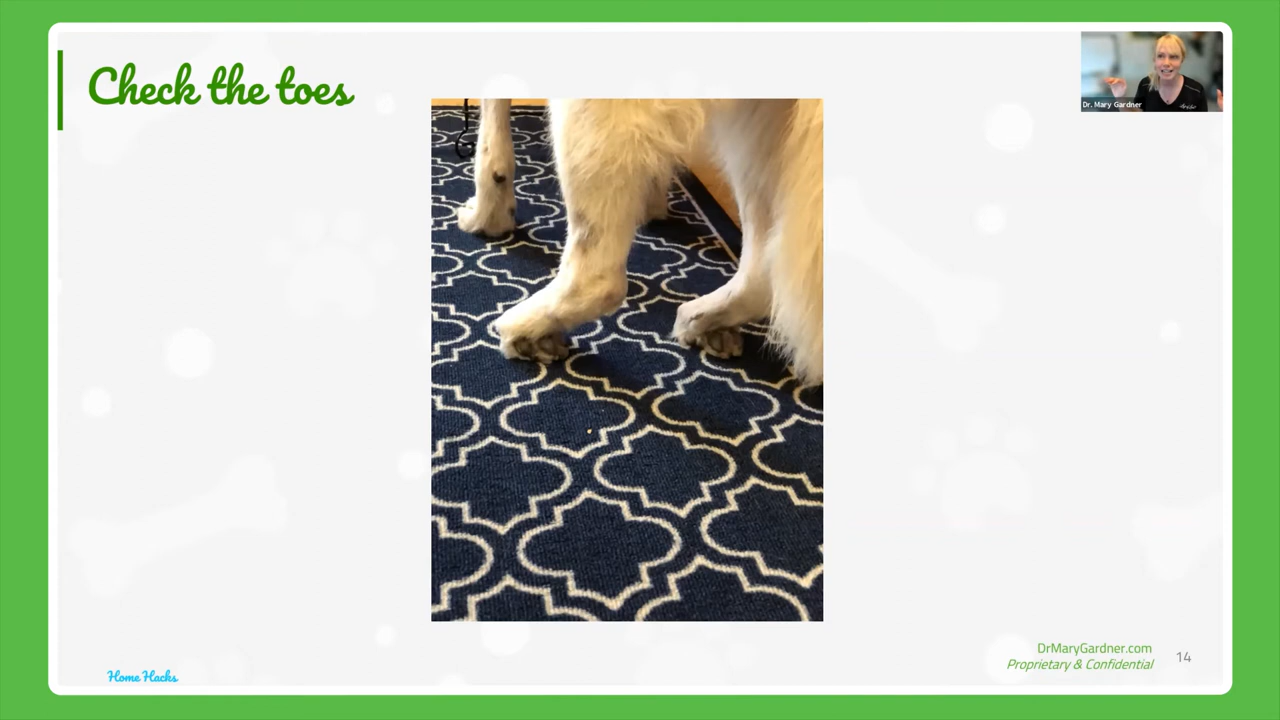 Check the toes
Dr. Mary Gardner
DrMaryGardner.com
Proprietary & Confidential
14
Home Hacks